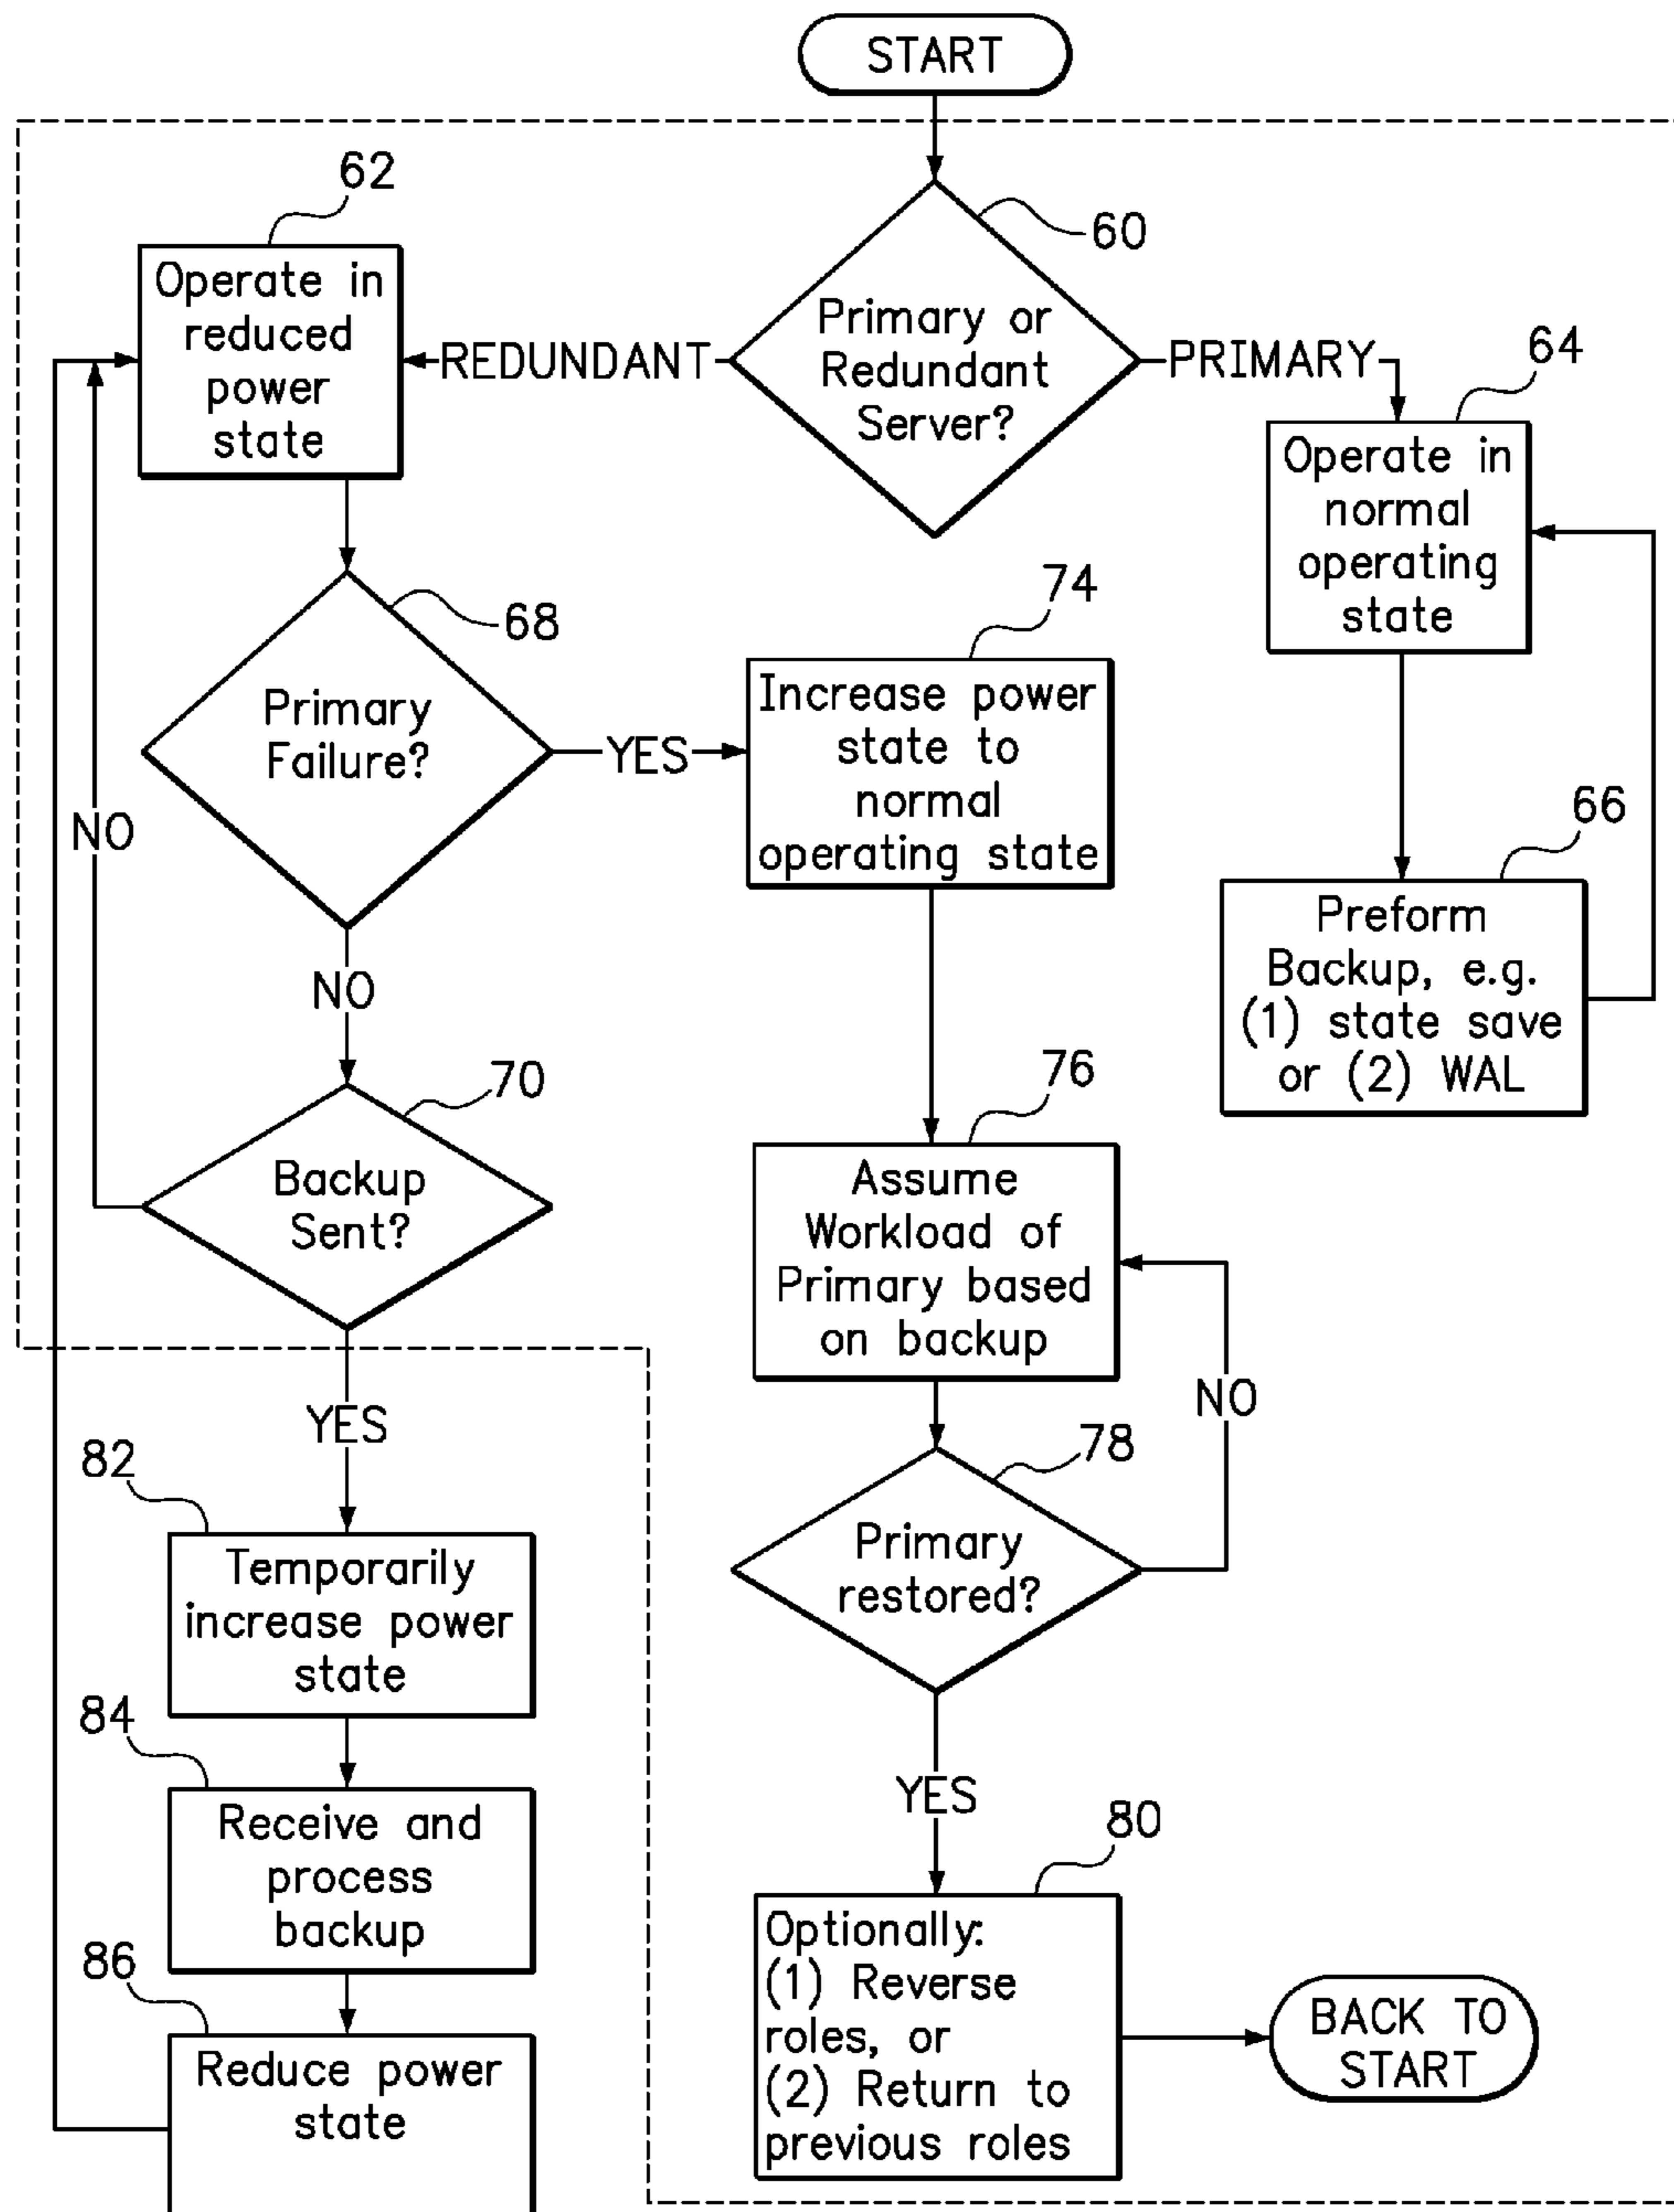 START
62
60
Operate in
reduced
power
state
REDUNDANT
Primary or
Redundant
Server?
PRIMARY
64
Operate in
normal
operating
state
68
Primary
Failure?
YES
NO
74
Increase power
state to
normal
operating state
66
Preform
Backup, e.g.
(1) state save
or (2) WAL
NO
70
Backup
Sent?
76
Assume
Workload of
Primary based
on backup
NO
YES
78
Primary
restored?
82
Temporarily
increase power
state
84
Receive and
process
backup
YES
80
Optionally:
(1) Reverse
roles, or
(2) Return to
previous roles
BACK TO
START
86
Reduce power
state